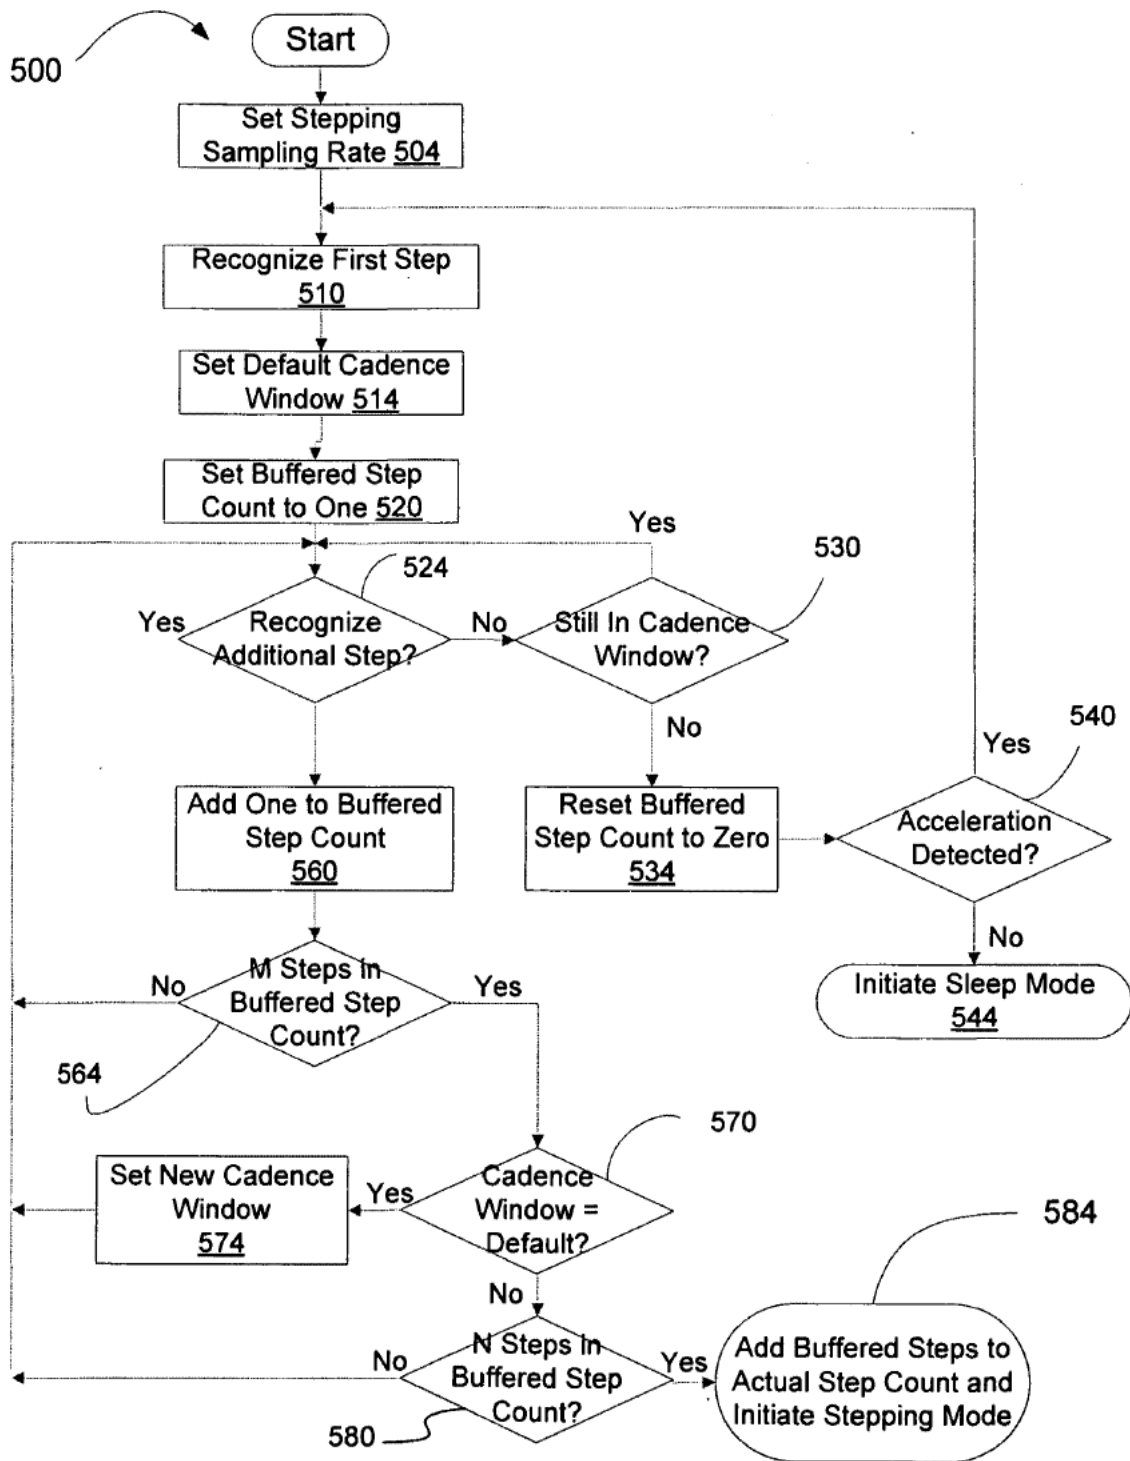 Start
500
Set Stepping
Sampling Rate 504
Recognize First Step
510
Set Default Cadence
Window 514
Set Buffered Step
Count to One 520
Yes
530
524
Yes
Recognize
Additional Step?
No
Still In Cadence
Window?
No
540
Yes
Add One to Buffered
Step Count
560
Reset Buffered
Step Count to Zero
534
Acceleration
Detected?
No
Initiate Sleep Mode
544
No
M Steps in
Buffered Step
Count?
Yes
564
570
Set New Cadence
Window
574
Yes
Cadence
Window =
Default?
584
No
No
N Steps in
Buffered Step
Count?
Yes
580
Add Buffered Steps to
Actual Step Count and
Initiate Stepping Mode